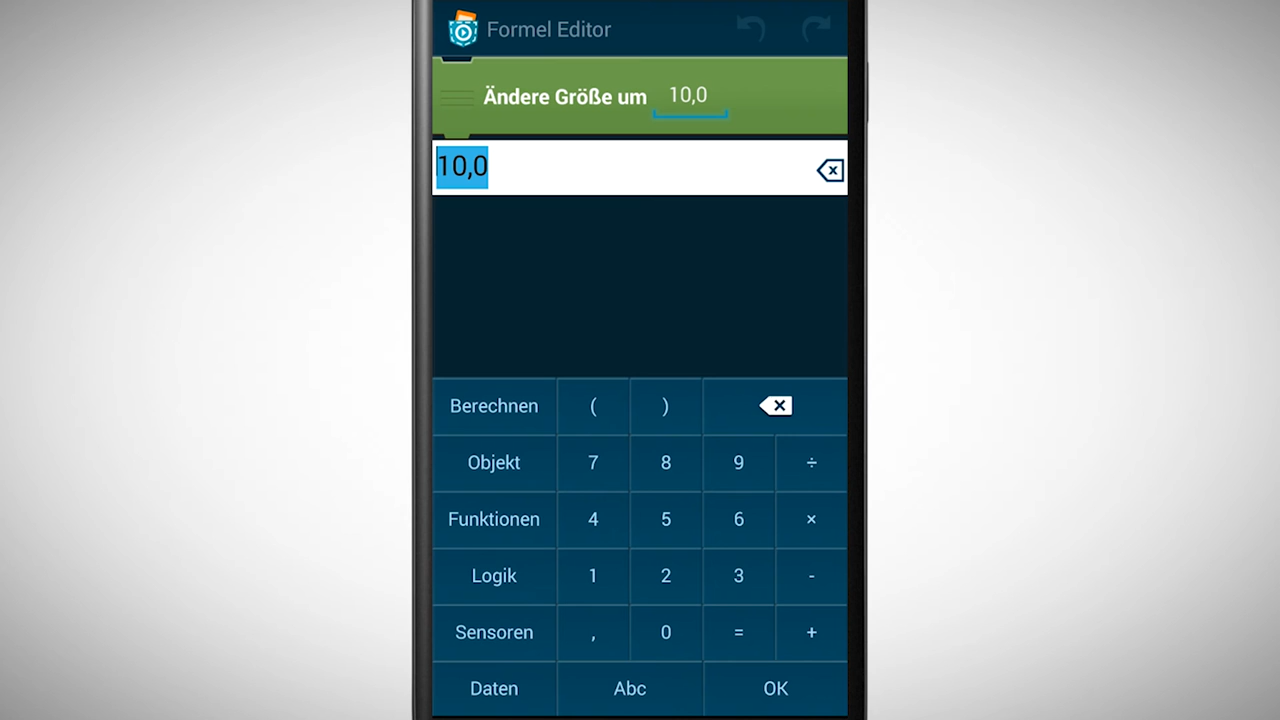 Formel Editor
Ändere Größe um 10,0
10,0
Berechnen ( )
Objekt 7 8 9 ÷
Funktionen 4 5 6 ×
Logik 1 2 3 -
Sensoren , 0 = +
Daten Abc OK